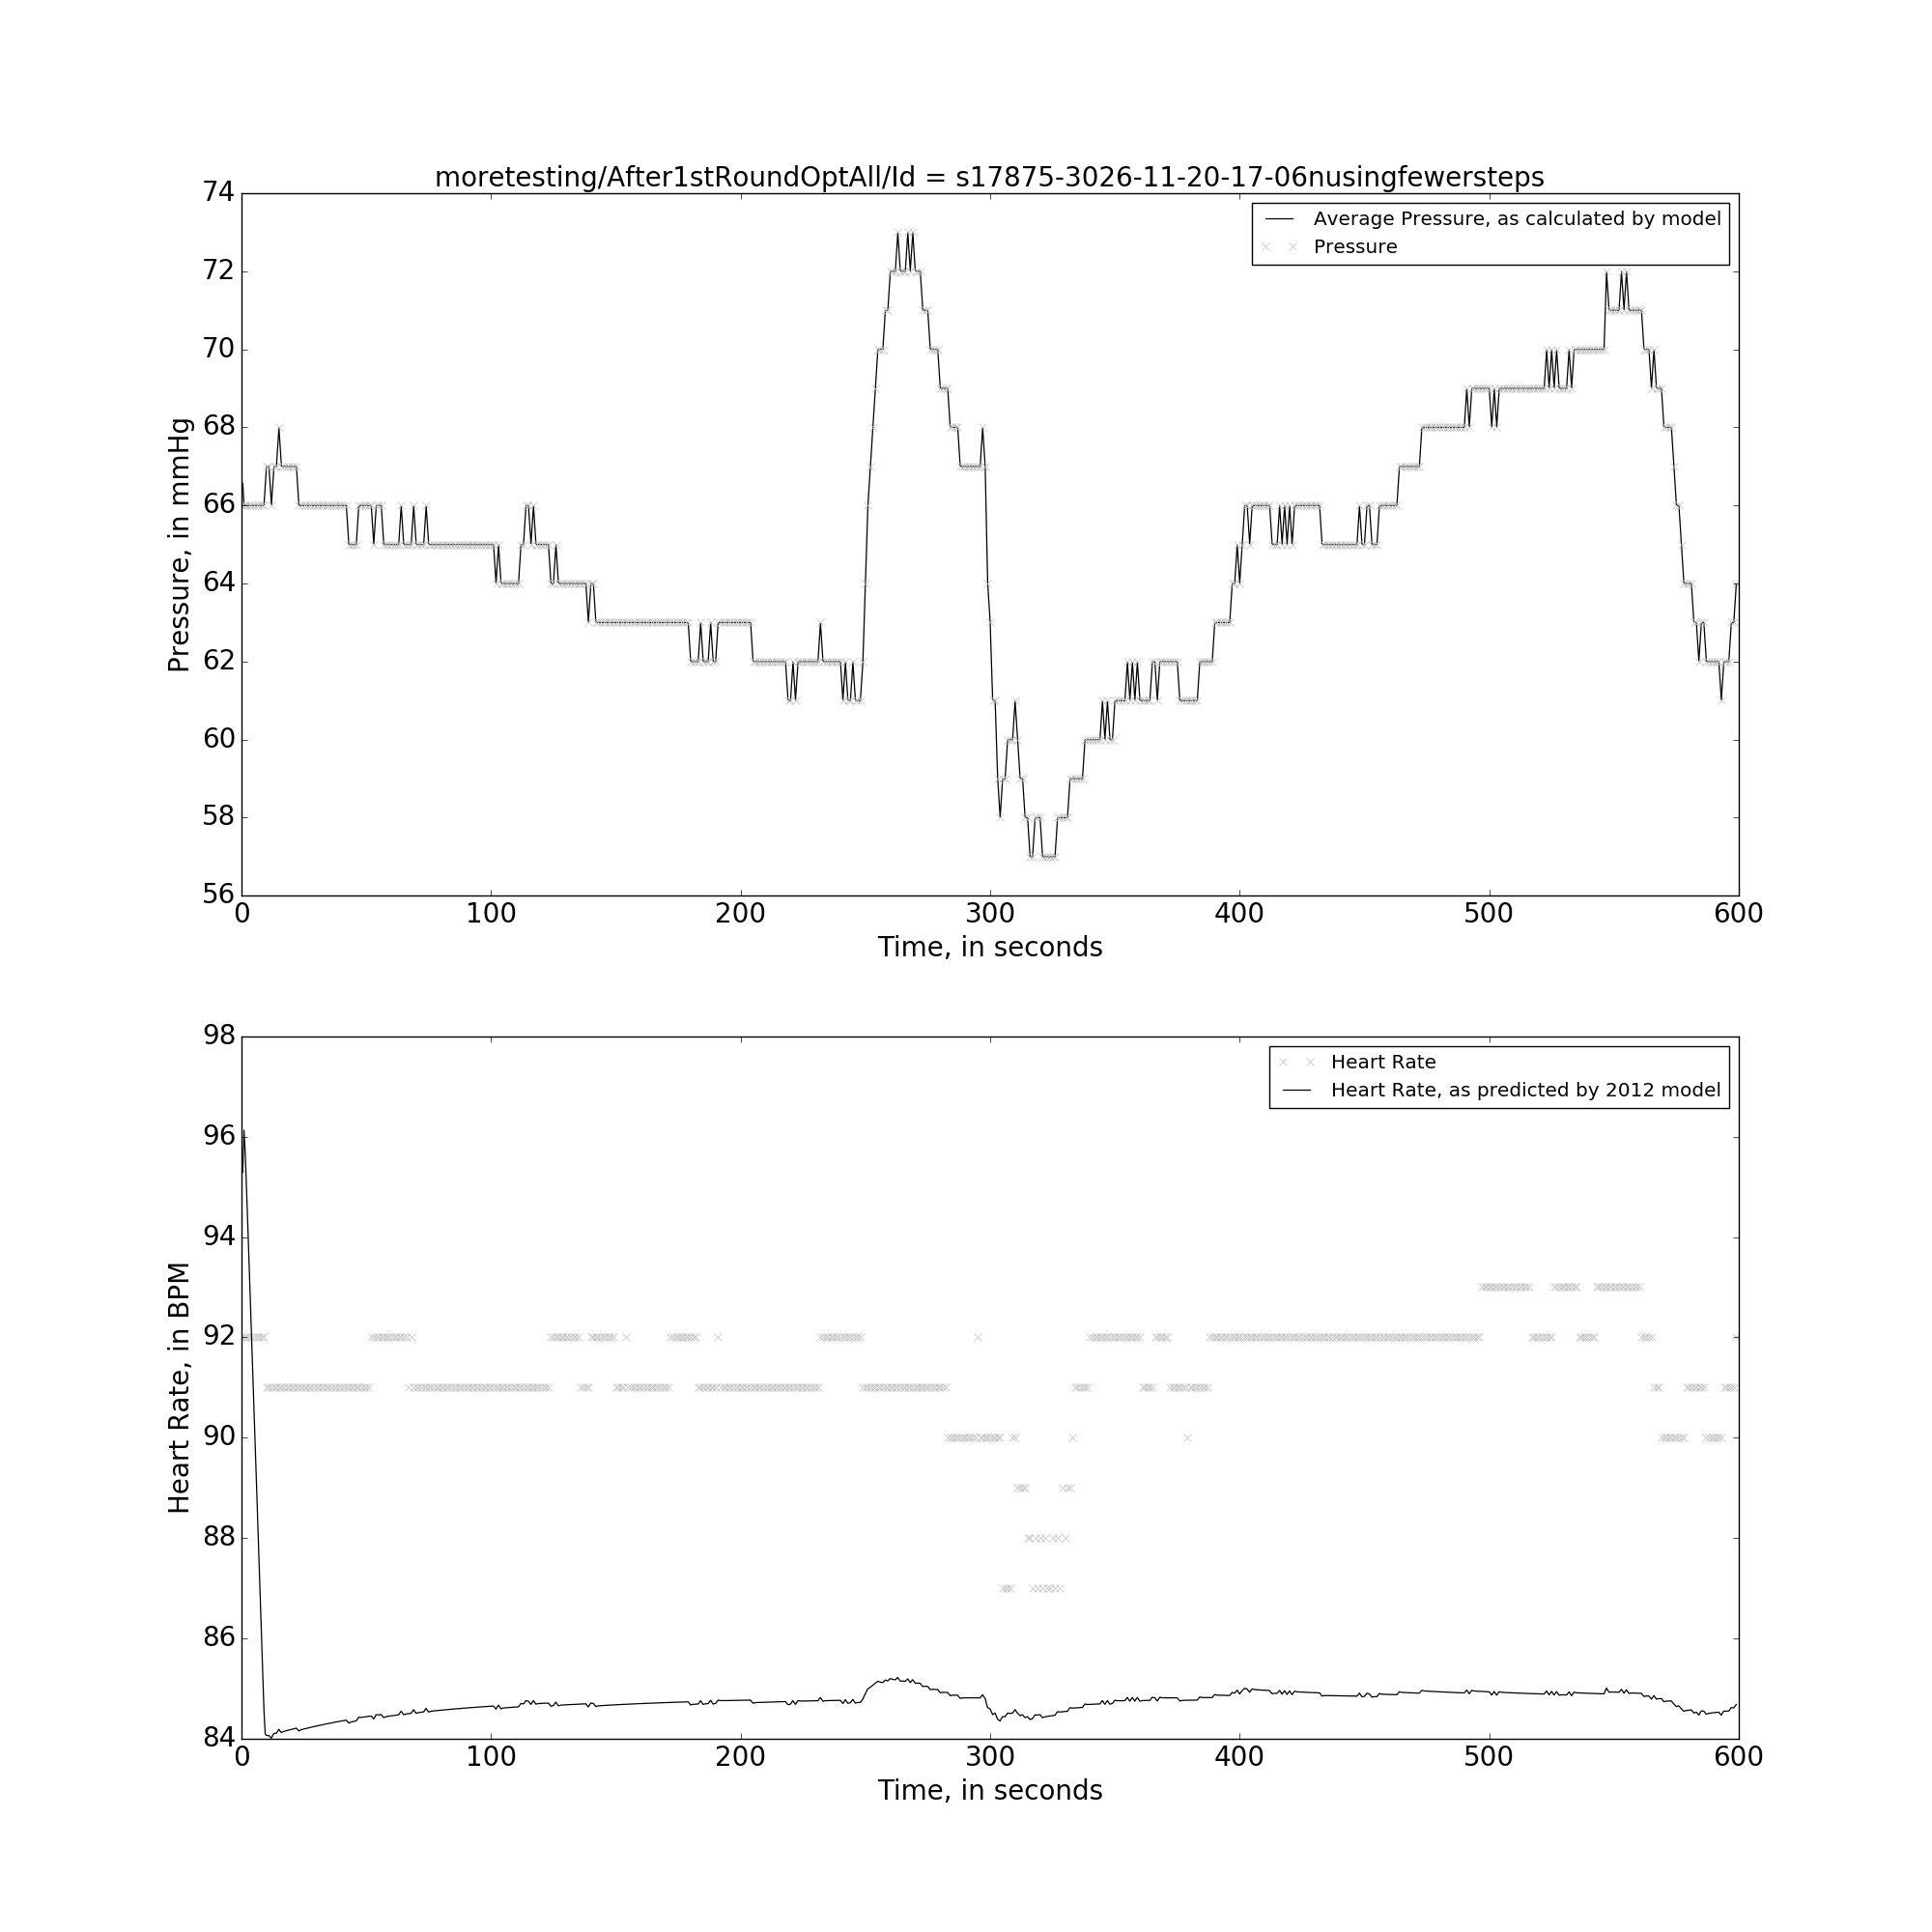 moretesting/After1stRoundOptAll/Id = s17875-3026-11-20-17-06nusingfewersteps
74
72
70
68
66
64
62
60
58
56
Pressure, in mmHg
Average Pressure, as calculated by model
Pressure
0 100 200 300 400 500 600
Time, in seconds
98
96
94
92
90
88
86
84
Heart Rate, in BPM
Heart Rate
Heart Rate, as predicted by 2012 model
0 100 200 300 400 500 600
Time, in seconds